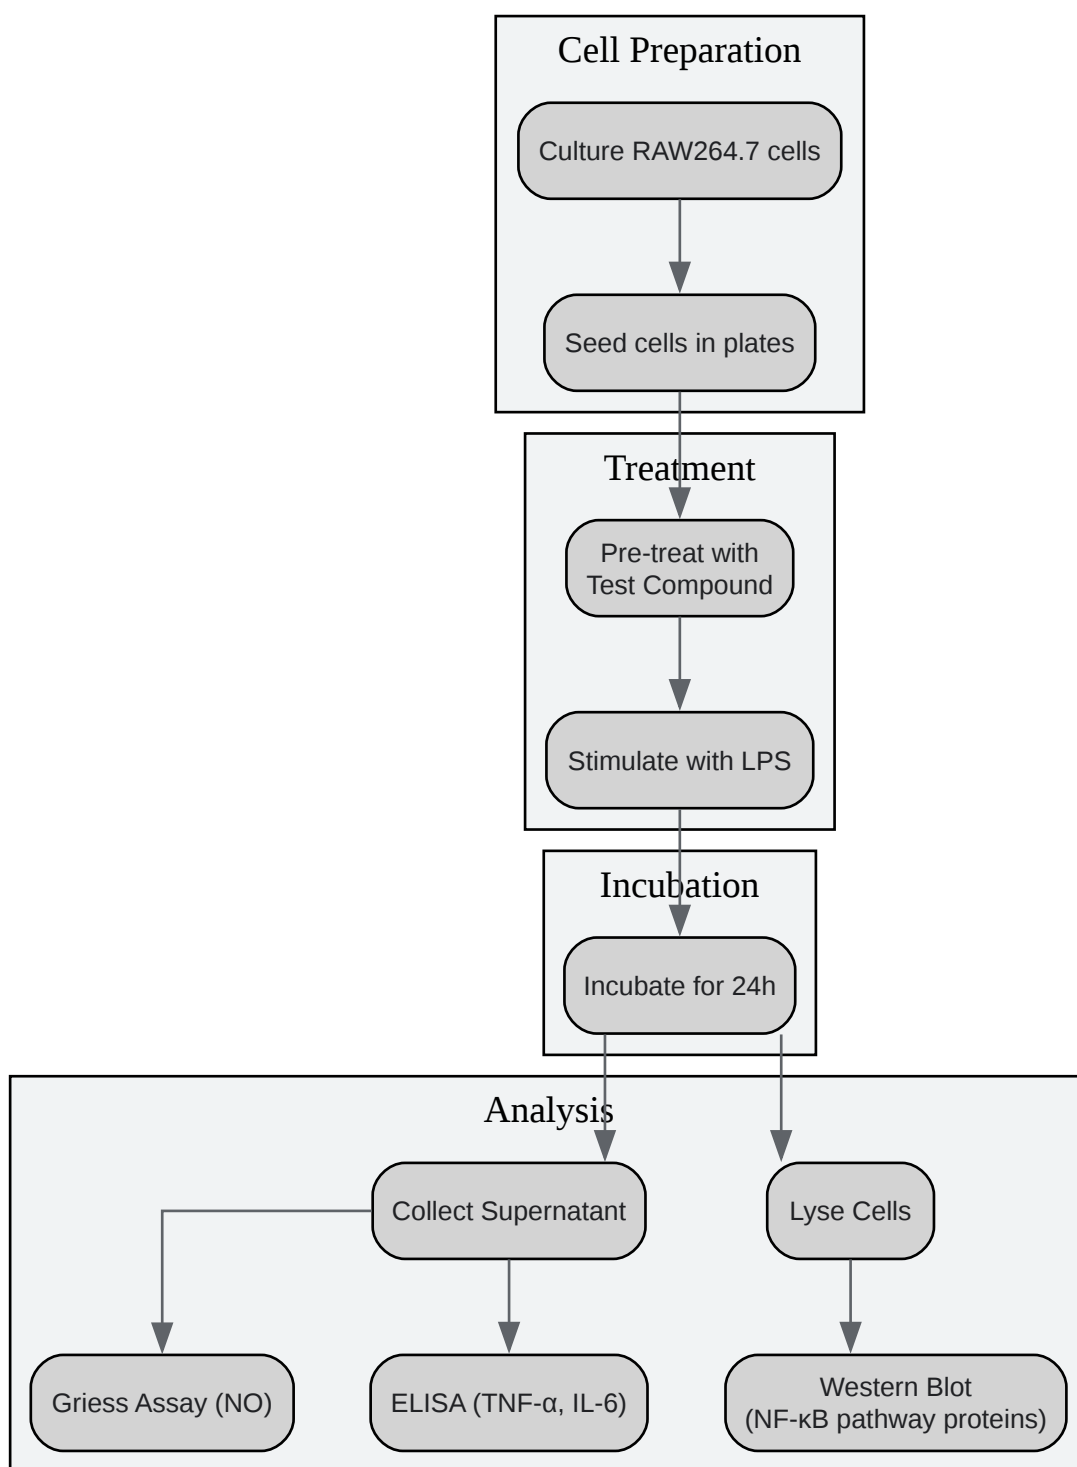 Cell Preparation
Culture RAW264.7 cells
Seed cells in plates
Treatment
Pre-treat with
Test Compound
Stimulate with LPS
Incubation
Incubate for 24h
Analysis
Collect Supernatant
Lyse Cells
Griess Assay (NO)
ELISA (TNF-α, IL-6)
Western Blot
(NF-κB pathway proteins)